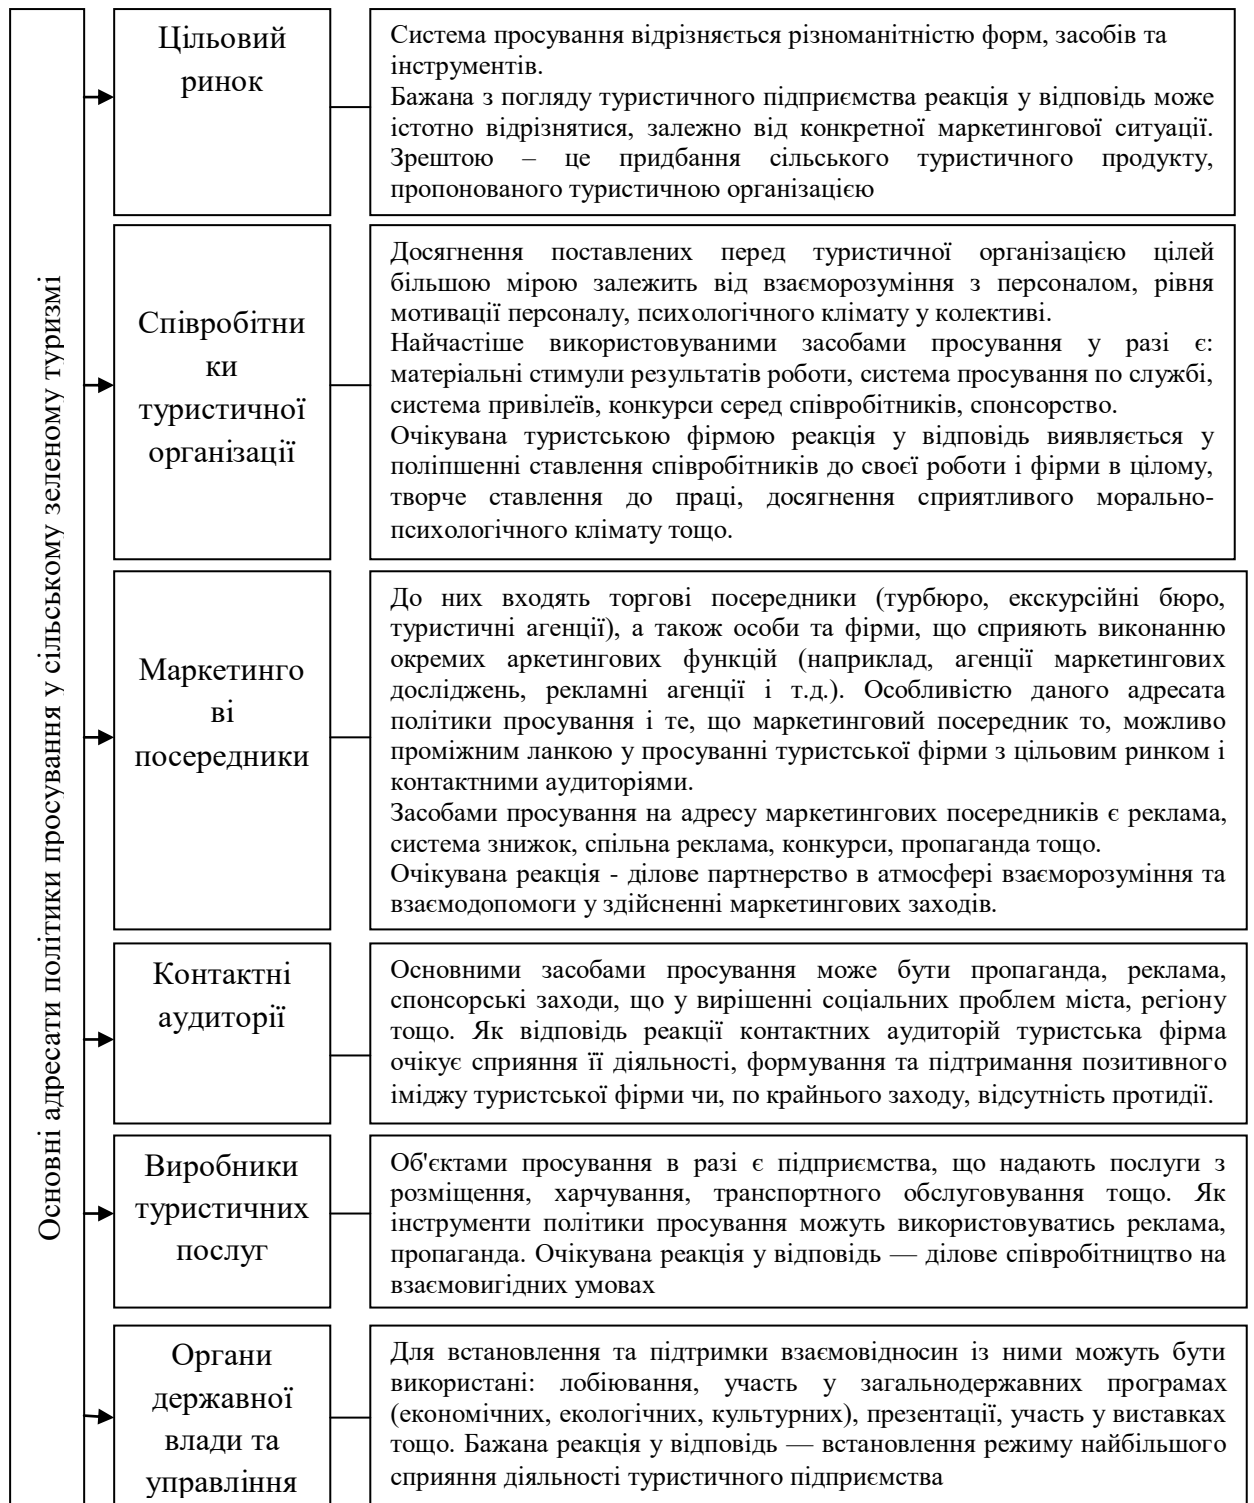 Основні адресати політики просування у сільському зеленому туризмі
Цільовий
ринок
Система просування відрізняється різноманітністю форм, засобів та
інструментів.
Бажана з погляду туристичного підприємства реакція у відповідь може
істотно відрізнятися, залежно від конкретної маркетингової ситуації.
Зрештою – це придбання сільського туристичного продукту,
пропонованого туристичною організацією
Співробітни
ки
туристичної
організації
Досягнення поставлених перед туристичної організацією цілей
більшою мірою залежить від взаєморозуміння з персоналом, рівня
мотивації персоналу, психологічного клімату у колективі.
Найчастіше використовуваними засобами просування у разі є:
матеріальні стимули результатів роботи, система просування по службі,
система привілеїв, конкурси серед співробітників, спонсорство.
Очікувана туристською фірмою реакція у відповідь виявляється у
поліпшенні ставлення співробітників до своєї роботи і фірми в цілому,
творче ставлення до праці, досягнення сприятливого морально-
психологічного клімату тощо.
Маркетинго
ві
посередники
До них входять торгові посередники (турбюро, екскурсійні бюро,
туристичні агенції), а також особи та фірми, що сприяють виконанню
окремих аркетингових функцій (наприклад, агенції маркетингових
досліджень, рекламні агенції і т.д.). Особливістю даного адресата
політики просування і те, що маркетинговий посередник то, можливо
проміжним ланкою у просуванні туристської фірми з цільовим ринком і
контактними аудиторіями.
Засобами просування на адресу маркетингових посередників є реклама,
система знижок, спільна реклама, конкурси, пропаганда тощо.
Очікувана реакція - ділове партнерство в атмосфері взаєморозуміння та
взаємодопомоги у здійсненні маркетингових заходів.
Контактні
аудиторії
Основними засобами просування може бути пропаганда, реклама,
спонсорські заходи, що у вирішенні соціальних проблем міста, регіону
тощо. Як відповідь реакції контактних аудиторій туристська фірма
очікує сприяння її діяльності, формування та підтримання позитивного
іміджу туристської фірми чи, по крайнього заходу, відсутність протидії.
Виробники
туристичних
послуг
Об'єктами просування в разі є підприємства, що надають послуги з
розміщення, харчування, транспортного обслуговування тощо. Як
інструменти політики просування можуть використовуватись реклама,
пропаганда. Очікувана реакція у відповідь — ділове співробітництво на
взаємовигідних умовах
Органи
державної
влади та
управління
Для встановлення та підтримки взаємовідносин із ними можуть бути
використані: лобіювання, участь у загальнодержавних програмах
(економічних, екологічних, культурних), презентації, участь у виставках
тощо. Бажана реакція у відповідь — встановлення режиму найбільшого
сприяння діяльності туристичного підприємства